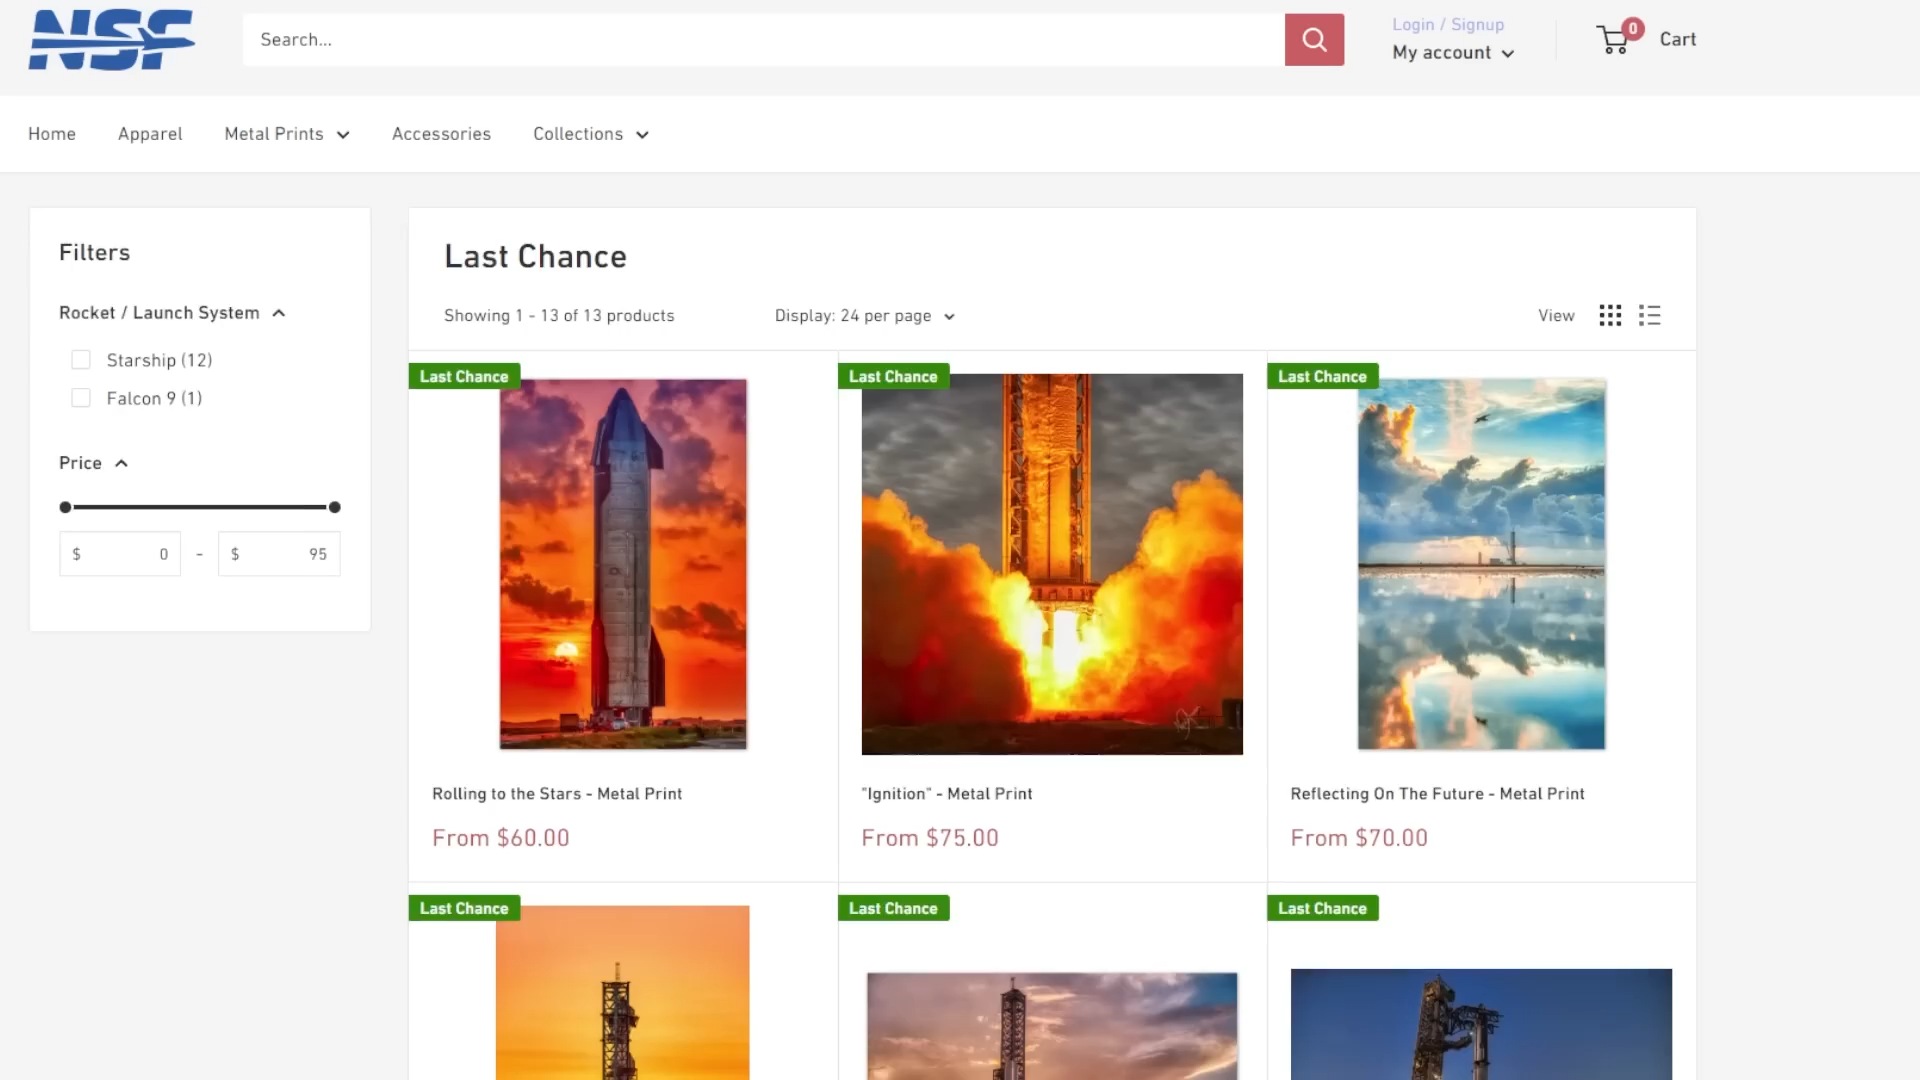 NSF
Search...
Login / Signup
My account
0
Cart
Home
Apparel
Metal Prints
Accessories
Collections
Filters
Rocket / Launch System
Starship (12)
Falcon 9 (1)
Price
$ 0 - $ 95
Last Chance
Showing 1 - 13 of 13 products
Display: 24 per page
View
Last Chance
Last Chance
Last Chance
Rolling to the Stars - Metal Print
From $60.00
"Ignition" - Metal Print
From $75.00
Reflecting On The Future - Metal Print
From $70.00
Last Chance
Last Chance
Last Chance